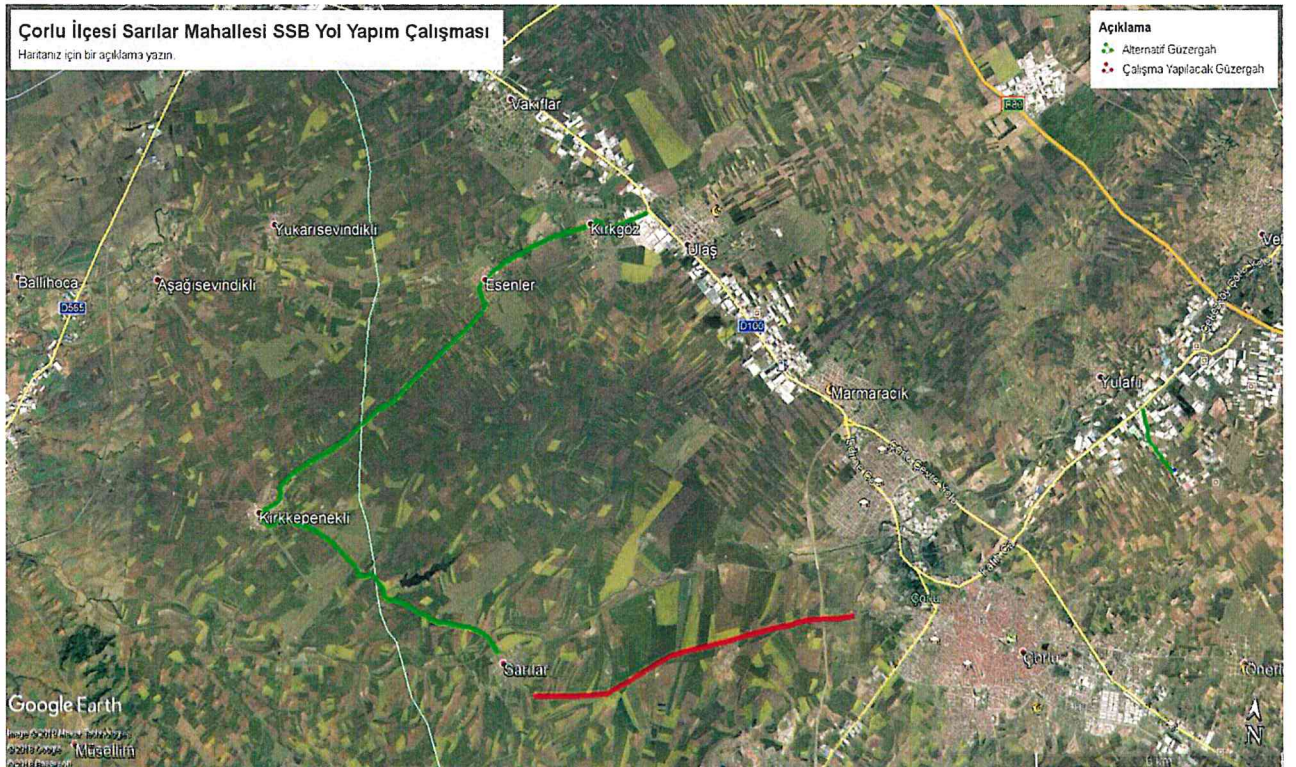 Çorlu İlçesi Sarılar Mahallesi SSB Yol Yapım Çalışması
Haritanız için bir açıklama yazın.
Açıklama
Alternatif Güzergah
Çalışma Yapılacak Güzergah
Vakıflar
E80
Yukarısevindikli
Kırkgöz
Ulaş
Ballıhoca
Aşağısevindikli
Esenler
D565
D100
Marmaracık
Yulaflı
Kırkkepenekli
Çorlu
Sarılar
Çorlu
Google Earth
Müsellim
N